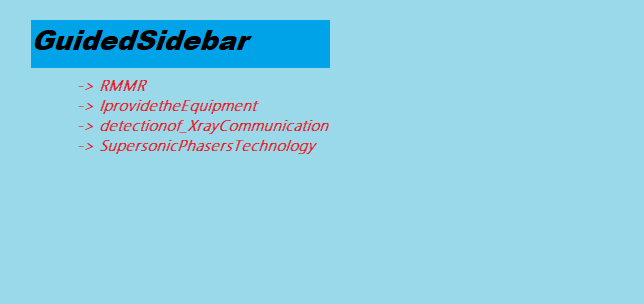 GuidedSidebar
-> RMMR
-> IprovidetheEquipment
-> detectionof_XrayCommunication
-> SupersonicPhasersTechnology